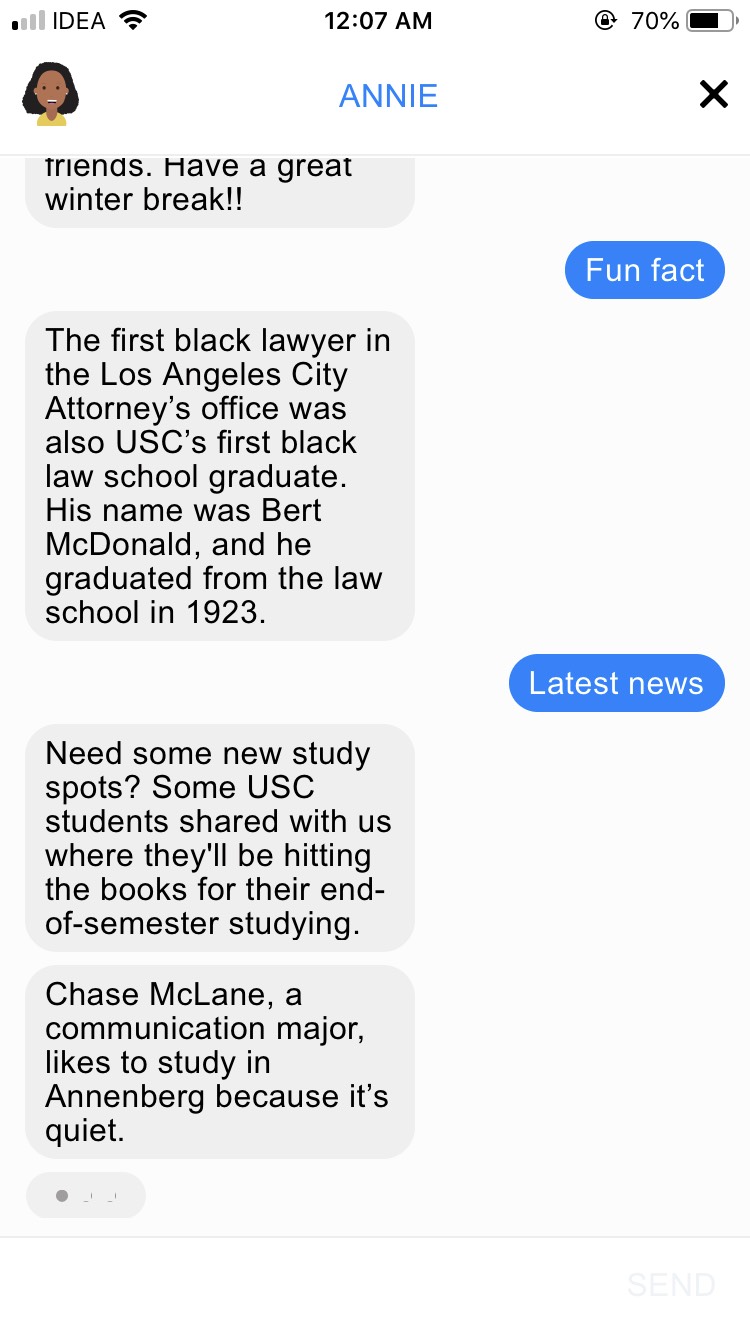 IDEA 12:07 AM 70%
ANNIE
friends. Have a great
winter break!!
Fun fact
The first black lawyer in
the Los Angeles City
Attorney’s office was
also USC’s first black
law school graduate.
His name was Bert
McDonald, and he
graduated from the law
school in 1923.
Latest news
Need some new study
spots? Some USC
students shared with us
where they'll be hitting
the books for their end-
of-semester studying.
Chase McLane, a
communication major,
likes to study in
Annenberg because it’s
quiet.
SEND